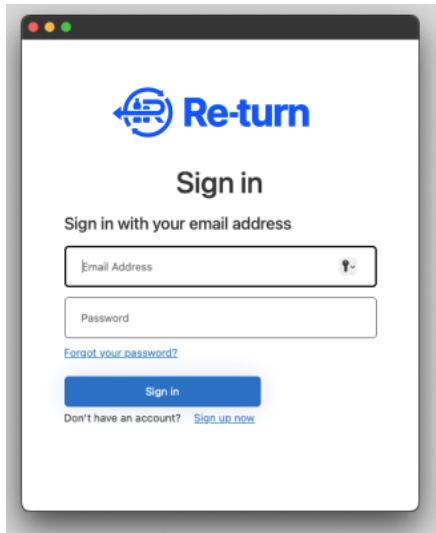 Re-turn
Sign in
Sign in with your email address
Email Address
Password
Forgot your password?
Sign in
Don't have an account? Sign up now